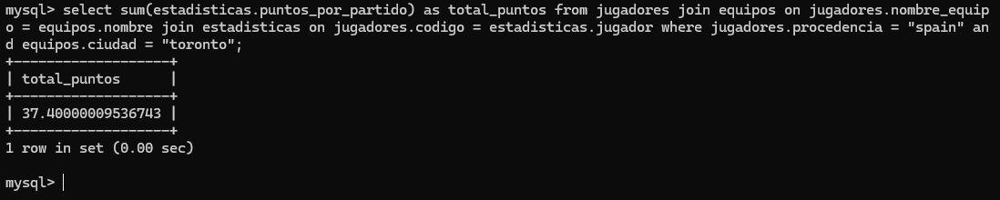 mysql> select sum(estadisticas.puntos_por_partido) as total_puntos from jugadores join equipos on jugadores.nombre_equip
o = equipos.nombre join estadisticas on jugadores.codigo = estadisticas.jugador where jugadores.procedencia = "spain" an
d equipos.ciudad = "toronto";
+-------------------+
| total_puntos      |
+-------------------+
| 37.40000009536743 |
+-------------------+
1 row in set (0.00 sec)
mysql>